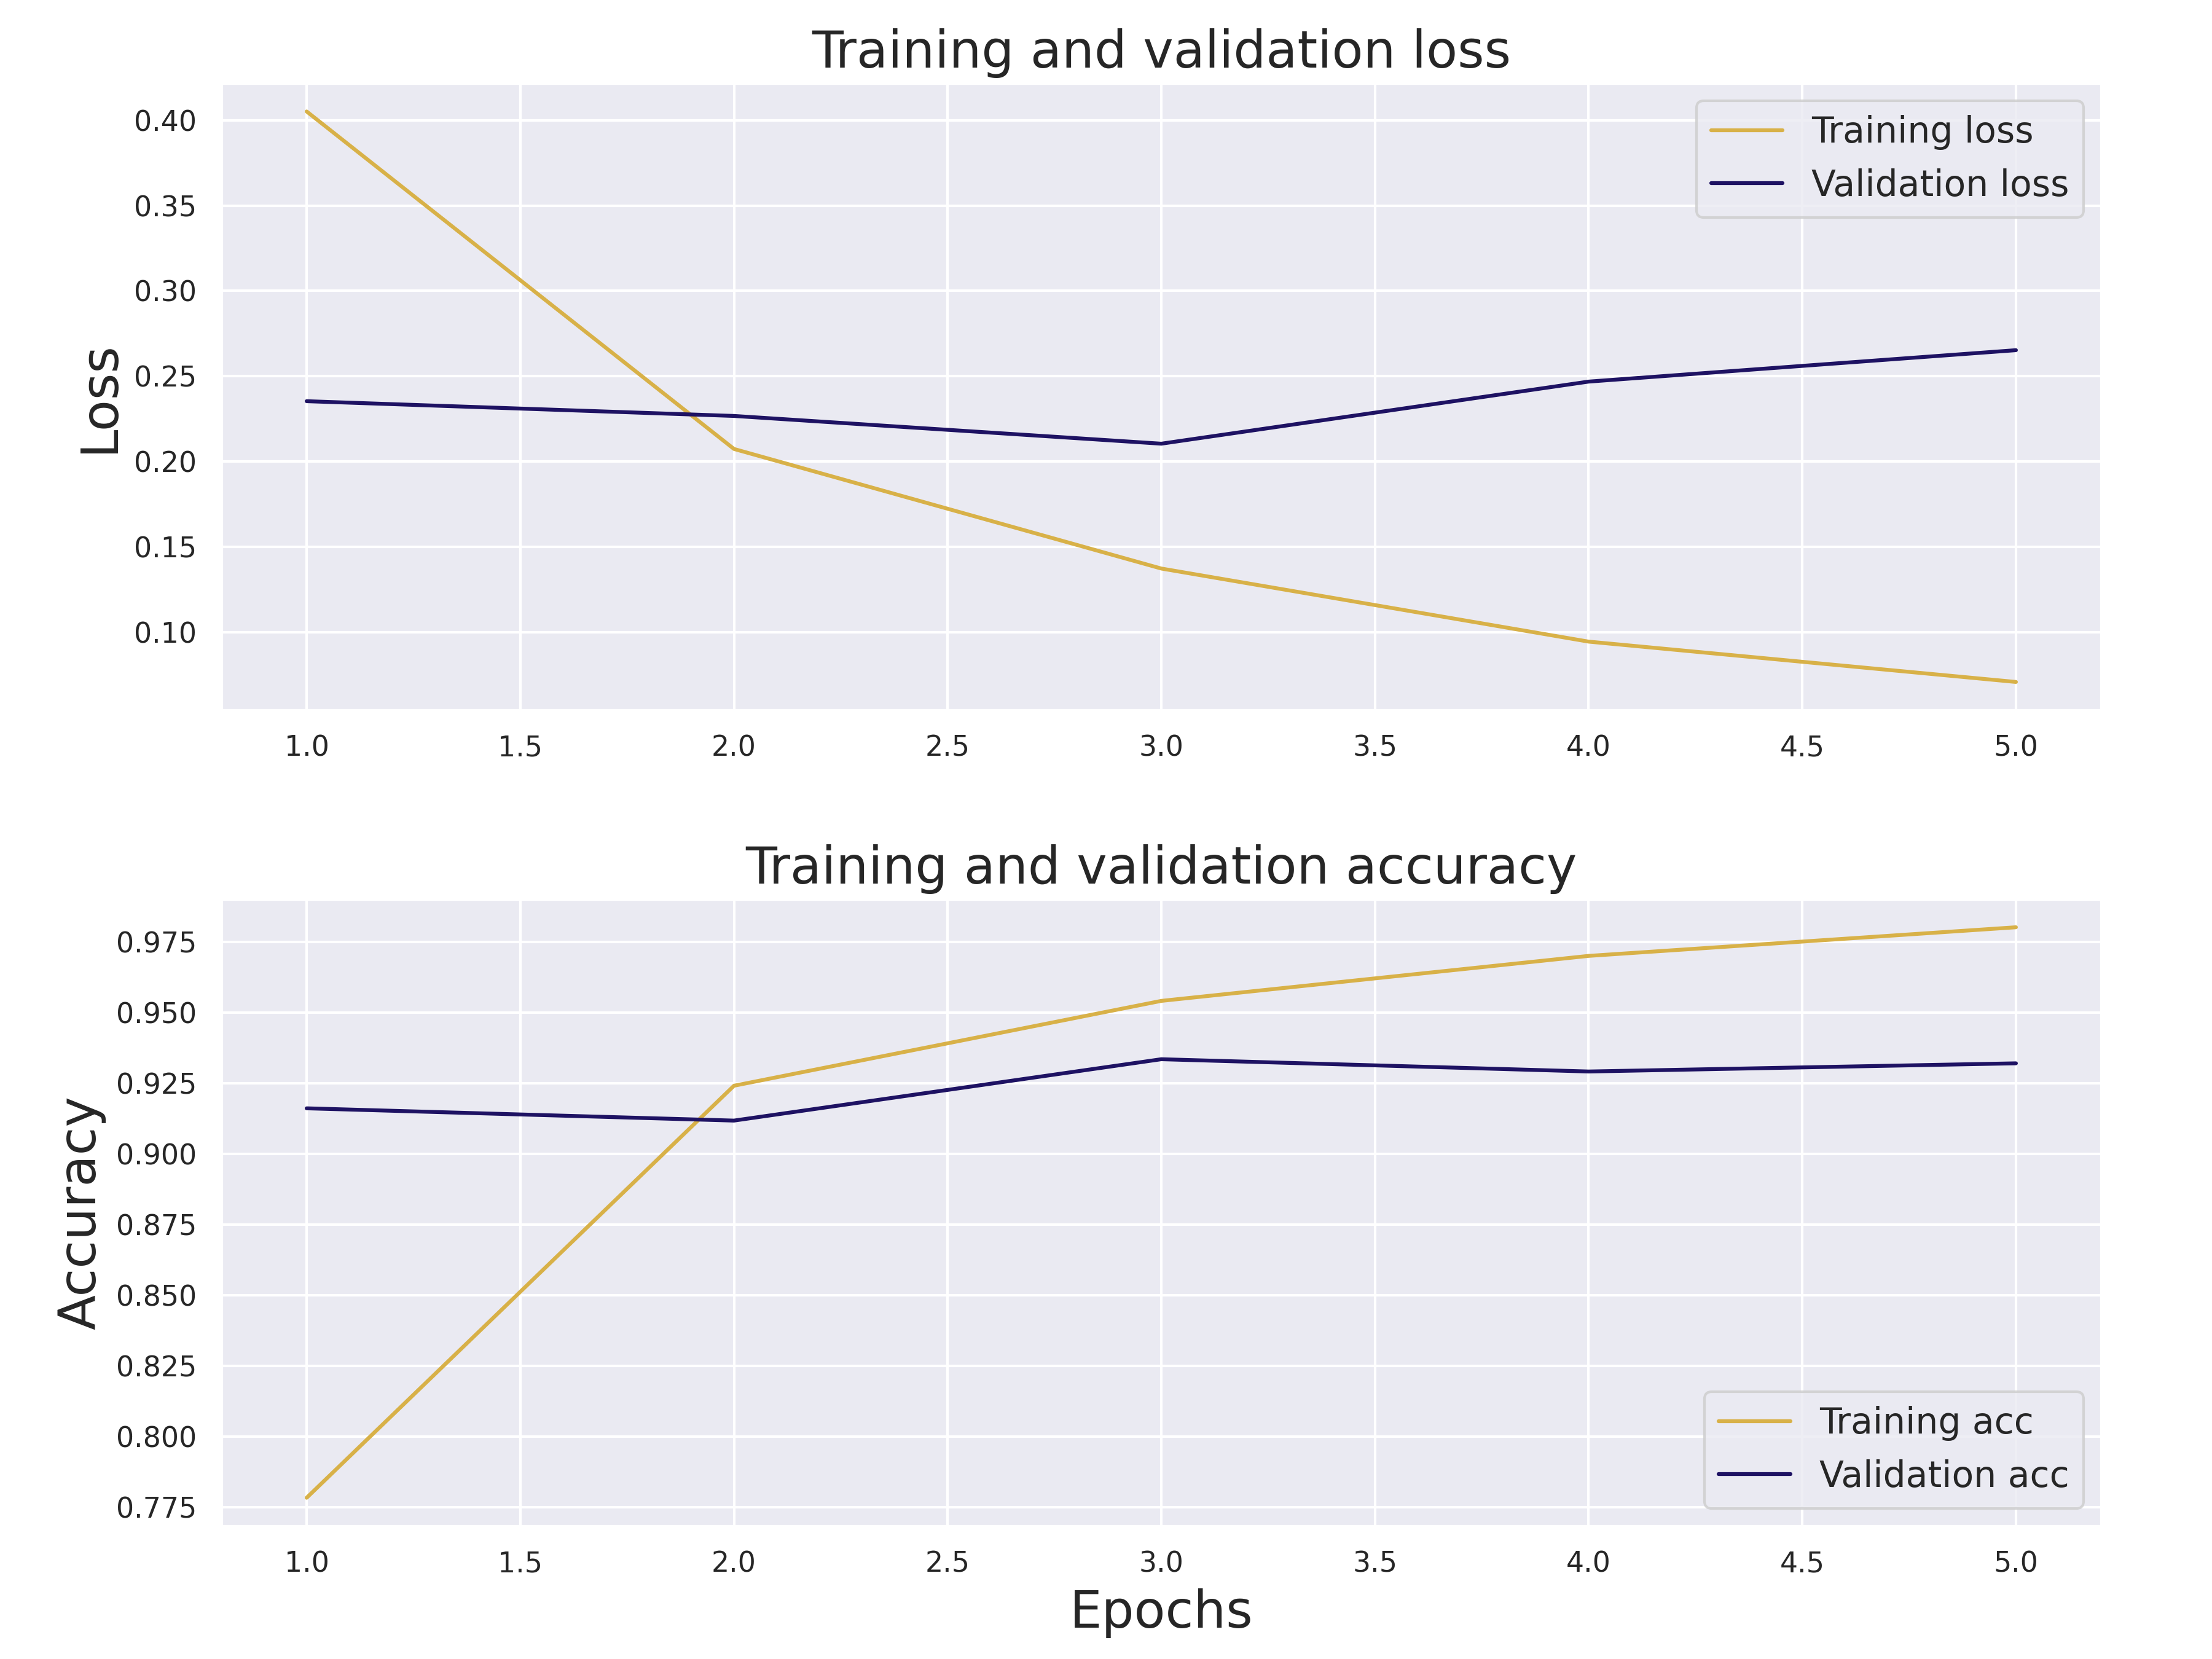 Training and validation loss
0.40
0.35
0.30
0.25
0.20
0.15
0.10
Loss
Training loss
Validation loss
1.0 1.5 2.0 2.5 3.0 3.5 4.0 4.5 5.0
Training and validation accuracy
0.975
0.950
0.925
0.900
0.875
0.850
0.825
0.800
0.775
Accuracy
Training acc
Validation acc
1.0 1.5 2.0 2.5 3.0 3.5 4.0 4.5 5.0
Epochs